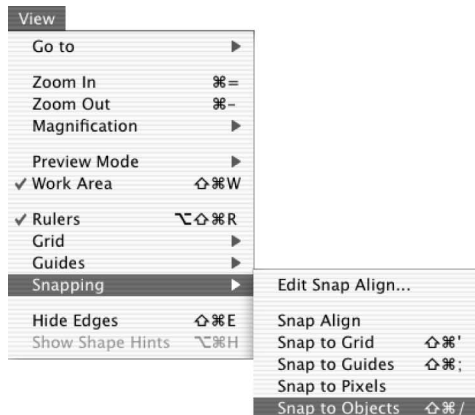 View
Go to
Zoom In ⌘=
Zoom Out ⌘-
Magnification
Preview Mode
✓ Work Area ⇧⌘W
✓ Rulers ⌥⇧⌘R
Grid
Guides
Snapping
Hide Edges ⇧⌘E
Show Shape Hints ⌥⌘H
Edit Snap Align...
Snap Align
Snap to Grid ⇧⌘'
Snap to Guides ⇧⌘;
Snap to Pixels
Snap to Objects ⇧⌘/